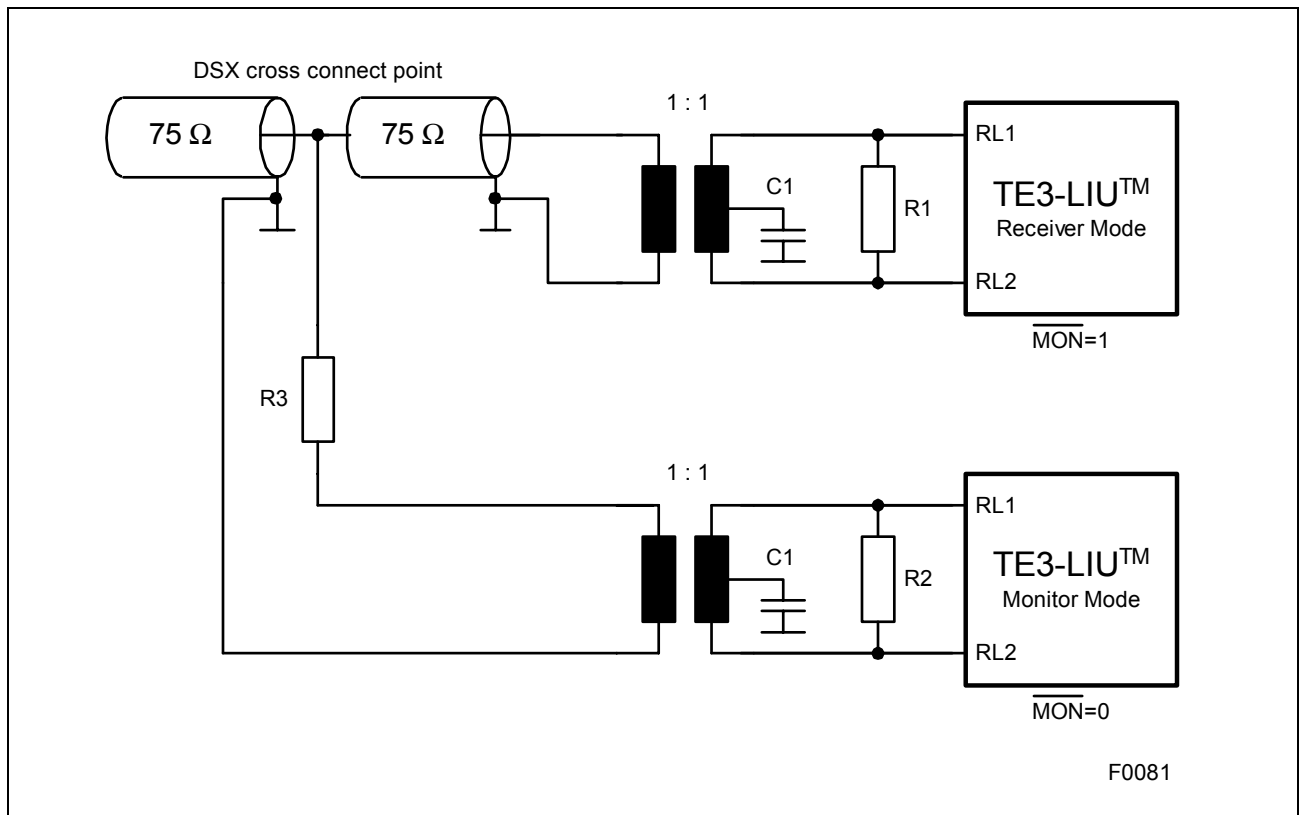 DSX cross connect point
75 Ω
75 Ω
1 : 1
C1
R1
RL1
TE3-LIU™
Receiver Mode
RL2
MON=1
R3
1 : 1
C1
R2
RL1
TE3-LIU™
Monitor Mode
RL2
MON=0
F0081